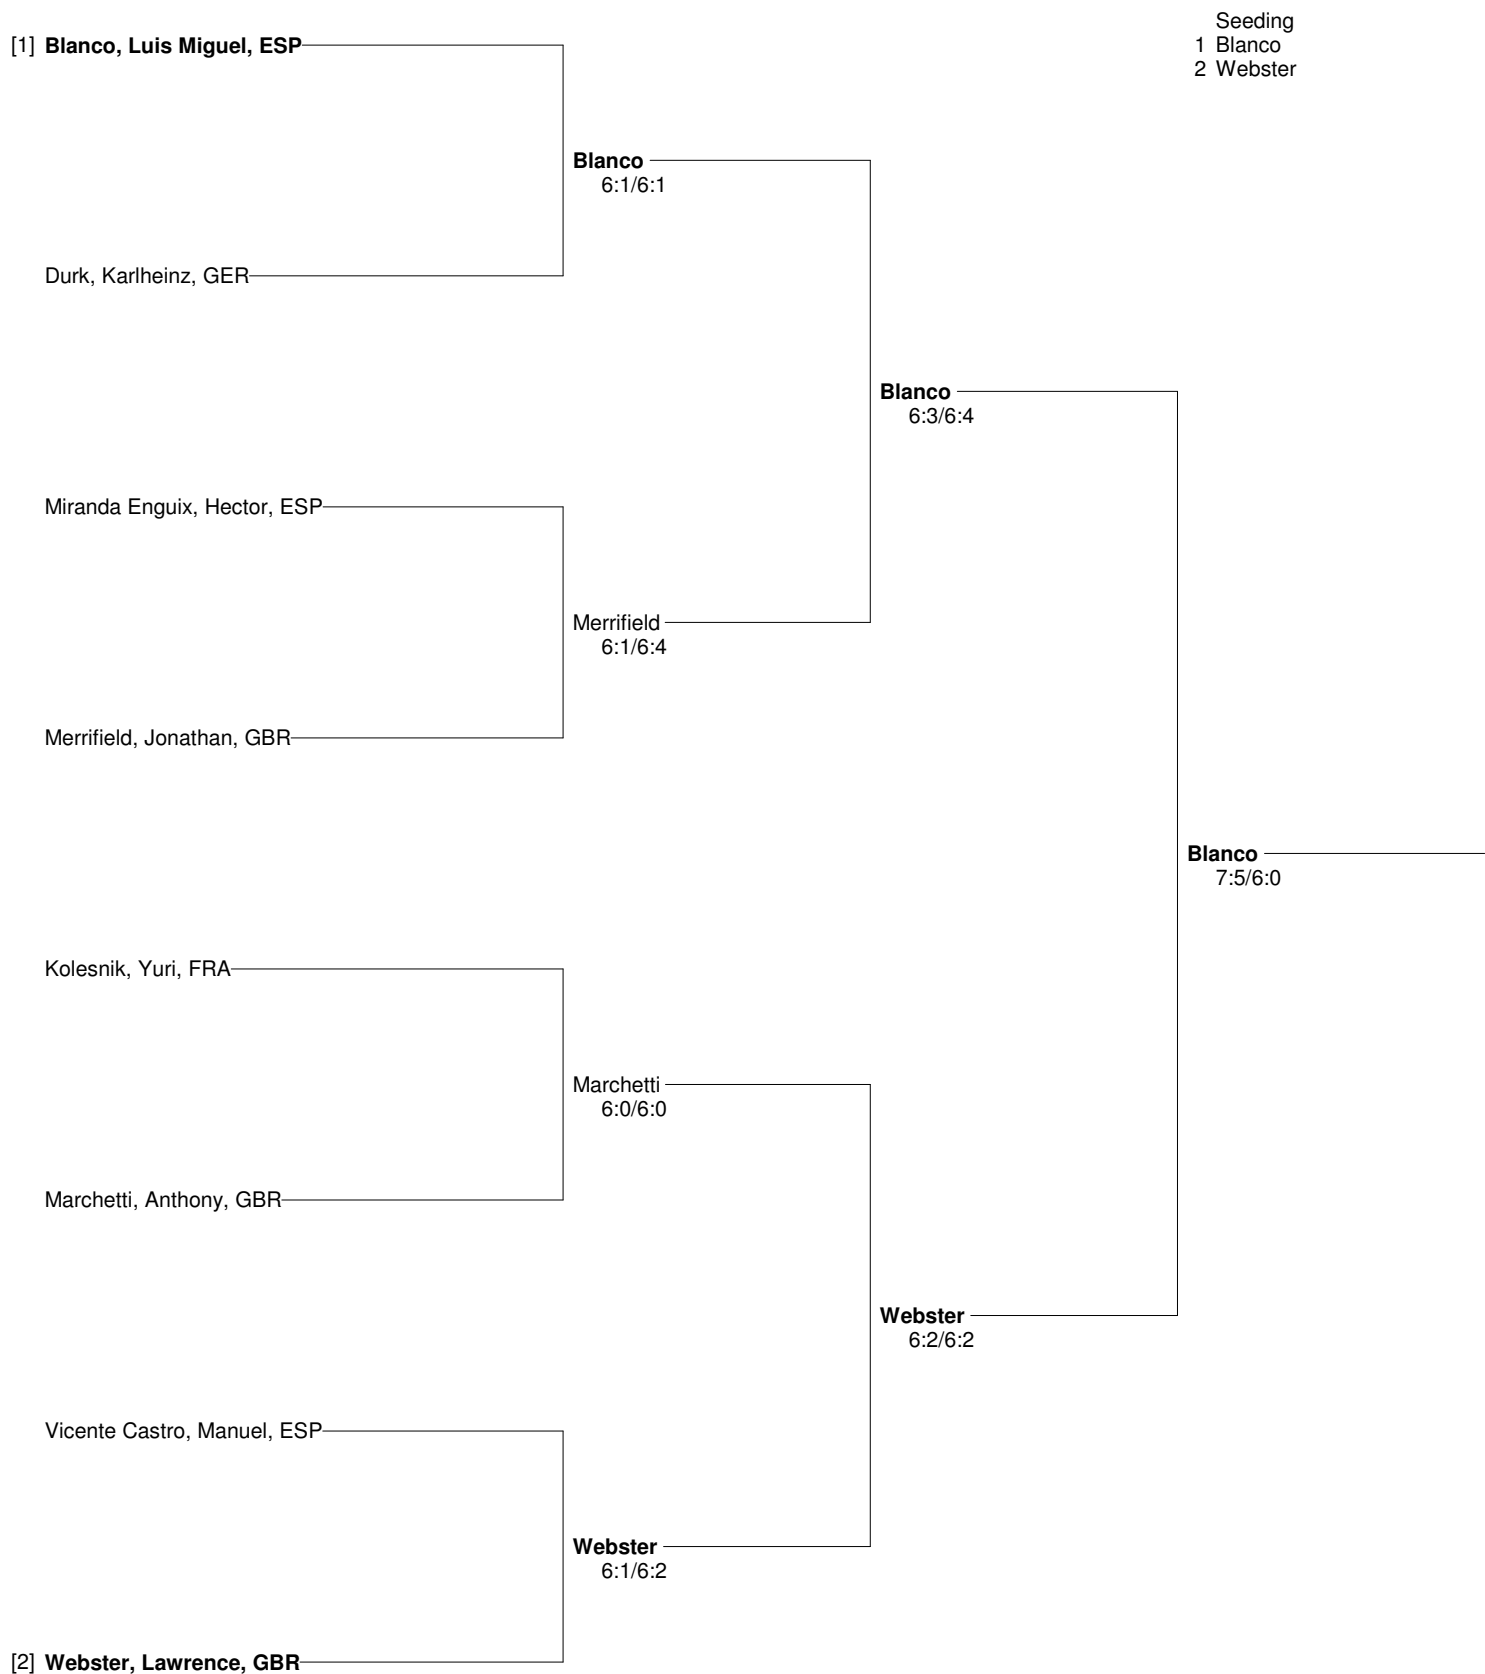 Seeding
[1] Blanco, Luis Miguel, ESP
1 Blanco
2 Webster
Blanco
6:1/6:1
Durk, Karlheinz, GER
Blanco
6:3/6:4
Miranda Enguix, Hector, ESP
Merrifield
6:1/6:4
Merrifield, Jonathan, GBR
Blanco
7:5/6:0
Kolesnik, Yuri, FRA
Marchetti
6:0/6:0
Marchetti, Anthony, GBR
Webster
6:2/6:2
Vicente Castro, Manuel, ESP
Webster
6:1/6:2
[2] Webster, Lawrence, GBR